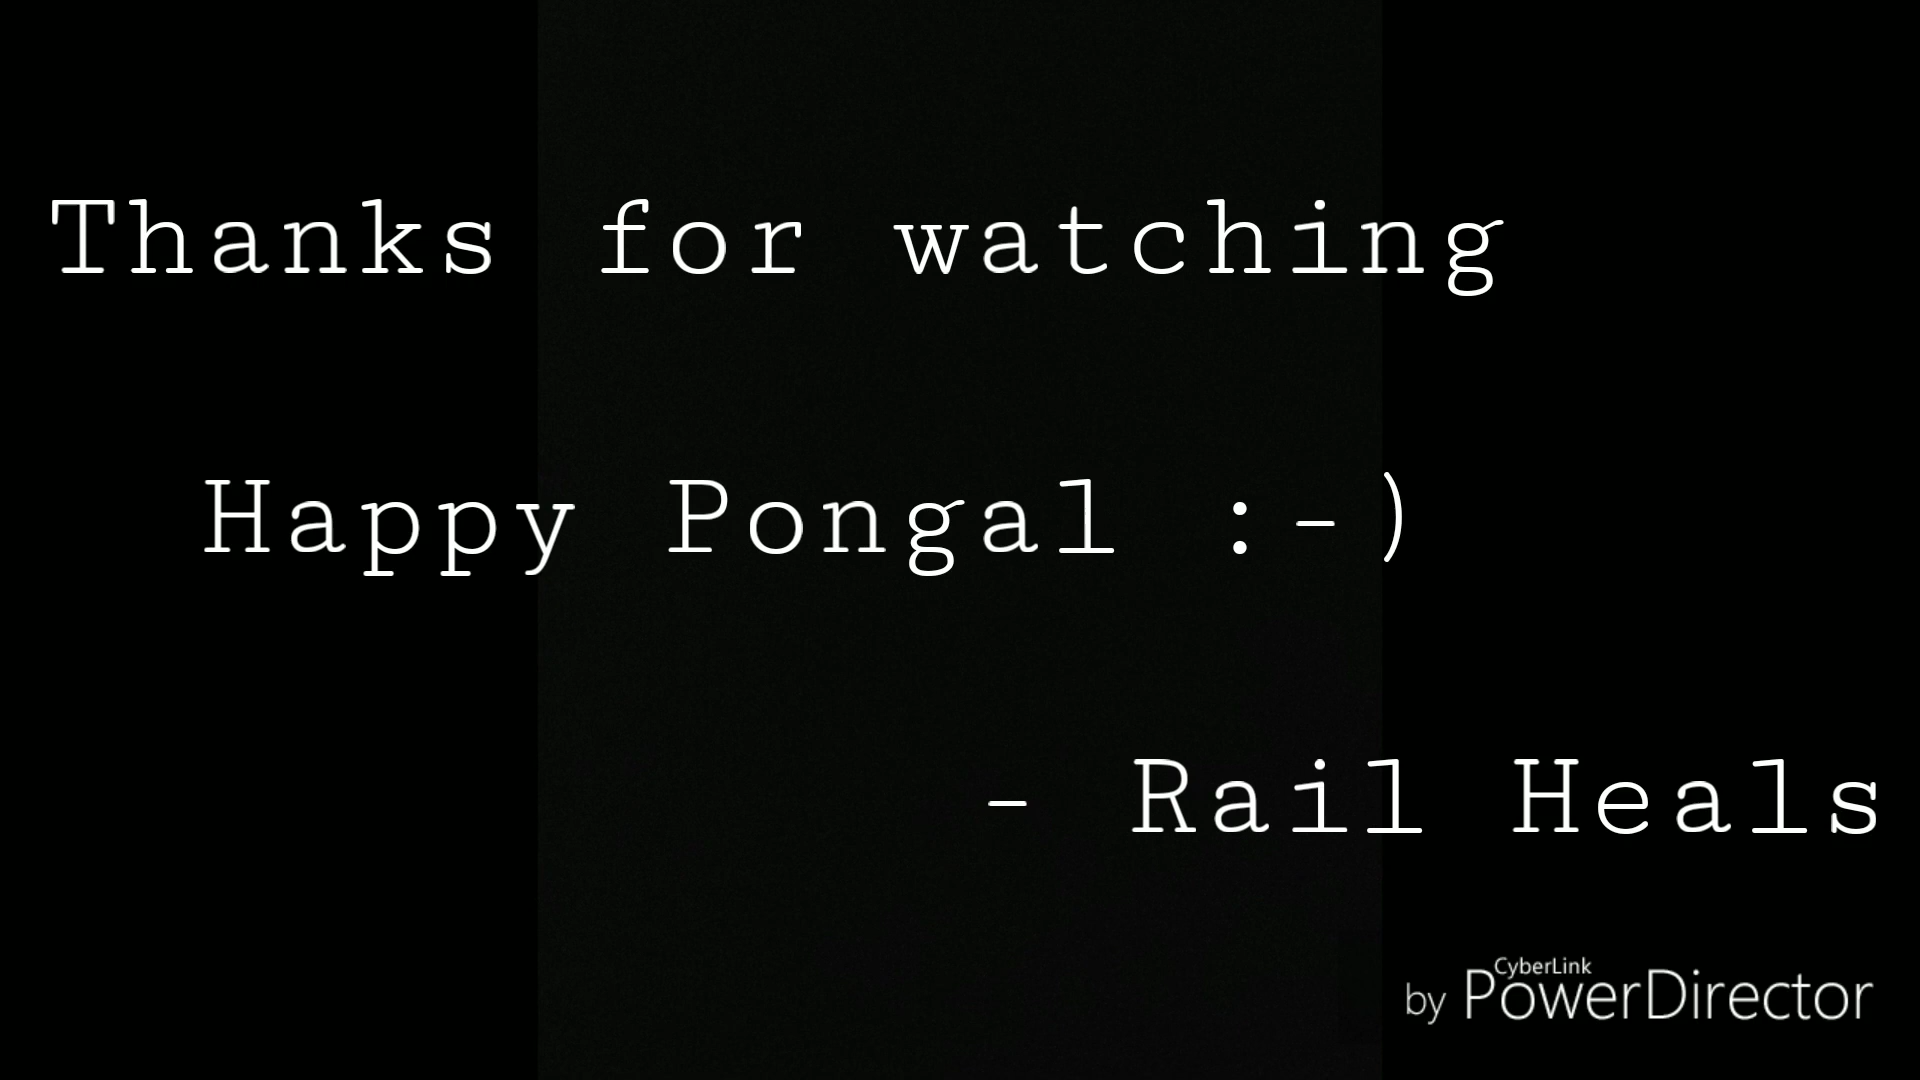 Thanks for watching
Happy Pongal :-)
- Rail Heals
by CyberLink PowerDirector